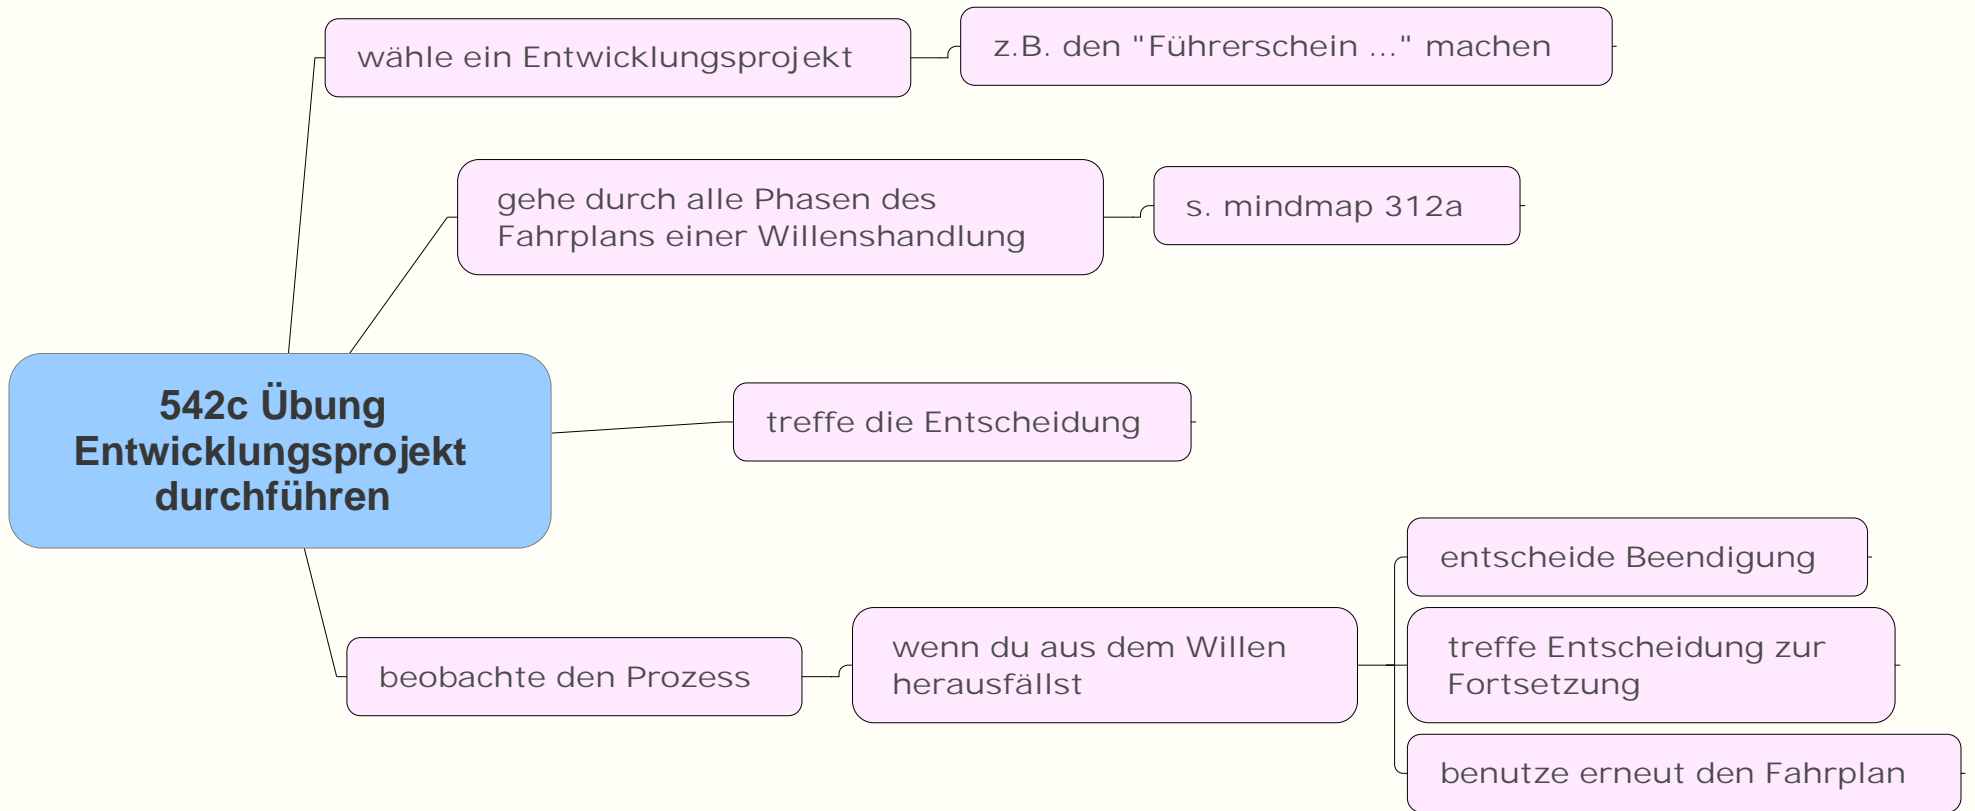 wähle ein Entwicklungsprojekt
z.B. den "Führerschein ..." machen
gehe durch alle Phasen des
Fahrplans einer Willenshandlung
s. mindmap 312a
542c Übung
Entwicklungsprojekt
durchführen
treffe die Entscheidung
beobachte den Prozess
wenn du aus dem Willen
herausfällst
entscheide Beendigung
treffe Entscheidung zur
Fortsetzung
benutze erneut den Fahrplan